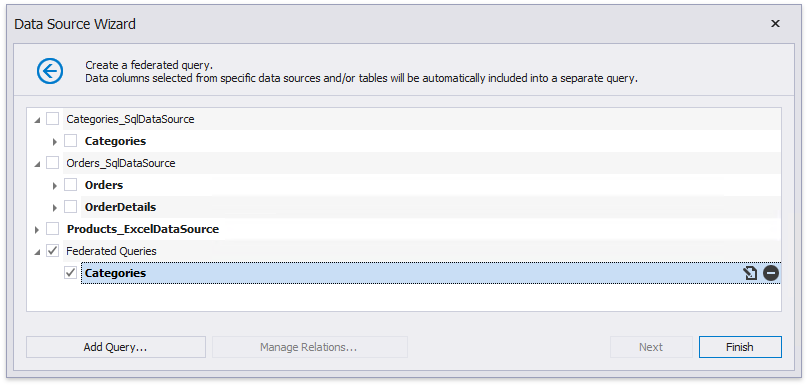 Data Source Wizard
Create a federated query.
Data columns selected from specific data sources and/or tables will be automatically included into a separate query.
Categories_SqlDataSource
Categories
Orders_SqlDataSource
Orders
OrderDetails
Products_ExcelDataSource
Federated Queries
Categories
Add Query...
Manage Relations...
Next
Finish